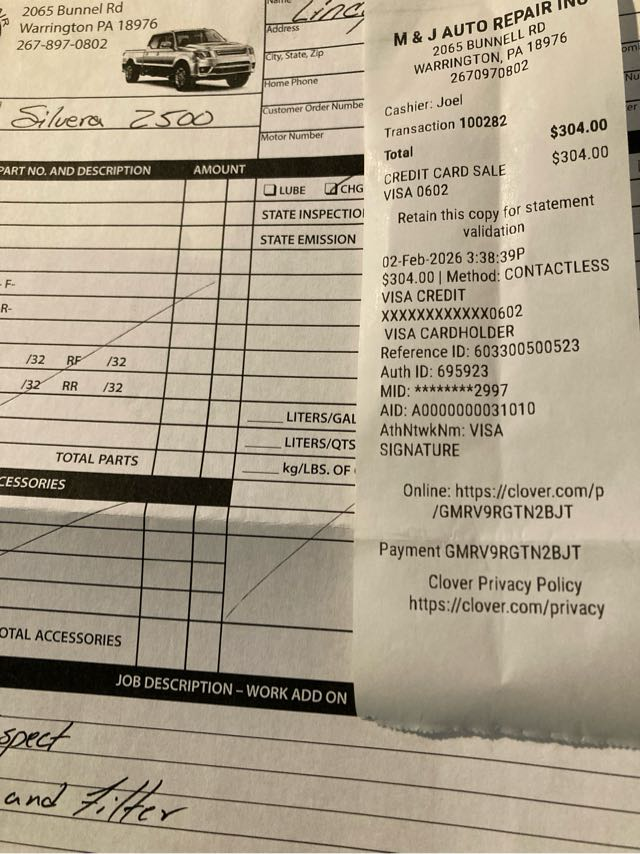 2065 Bunnel Rd
Warrington PA 18976
267-897-0802
Silvera 2500
Name
Address
City, State, Zip
Home Phone
Customer Order Numbe
Motor Number
PART NO. AND DESCRIPTION AMOUNT
LUBE CHG
STATE INSPECTIO
STATE EMISSION
-F-
R-
/32 RF /32
/32 RR /32
LITERS/GAL
LITERS/QTS
kg/LBS. OF
TOTAL PARTS
CESSORIES
OTAL ACCESSORIES
JOB DESCRIPTION – WORK ADD ON
spect
and Filter
M & J AUTO REPAIR INC
2065 BUNNELL RD
WARRINGTON, PA 18976
2670970802
Cashier: Joel
Transaction 100282
Total $304.00
CREDIT CARD SALE $304.00
VISA 0602
Retain this copy for statement
validation
02-Feb-2026 3:38:39P
$304.00 | Method: CONTACTLESS
VISA CREDIT
XXXXXXXXXXXX0602
VISA CARDHOLDER
Reference ID: 603300500523
Auth ID: 695923
MID: ********2997
AID: A0000000031010
AthNtwkNm: VISA
SIGNATURE
Online: https://clover.com/p
/GMRV9RGTN2BJT
Payment GMRV9RGTN2BJT
Clover Privacy Policy
https://clover.com/privacy